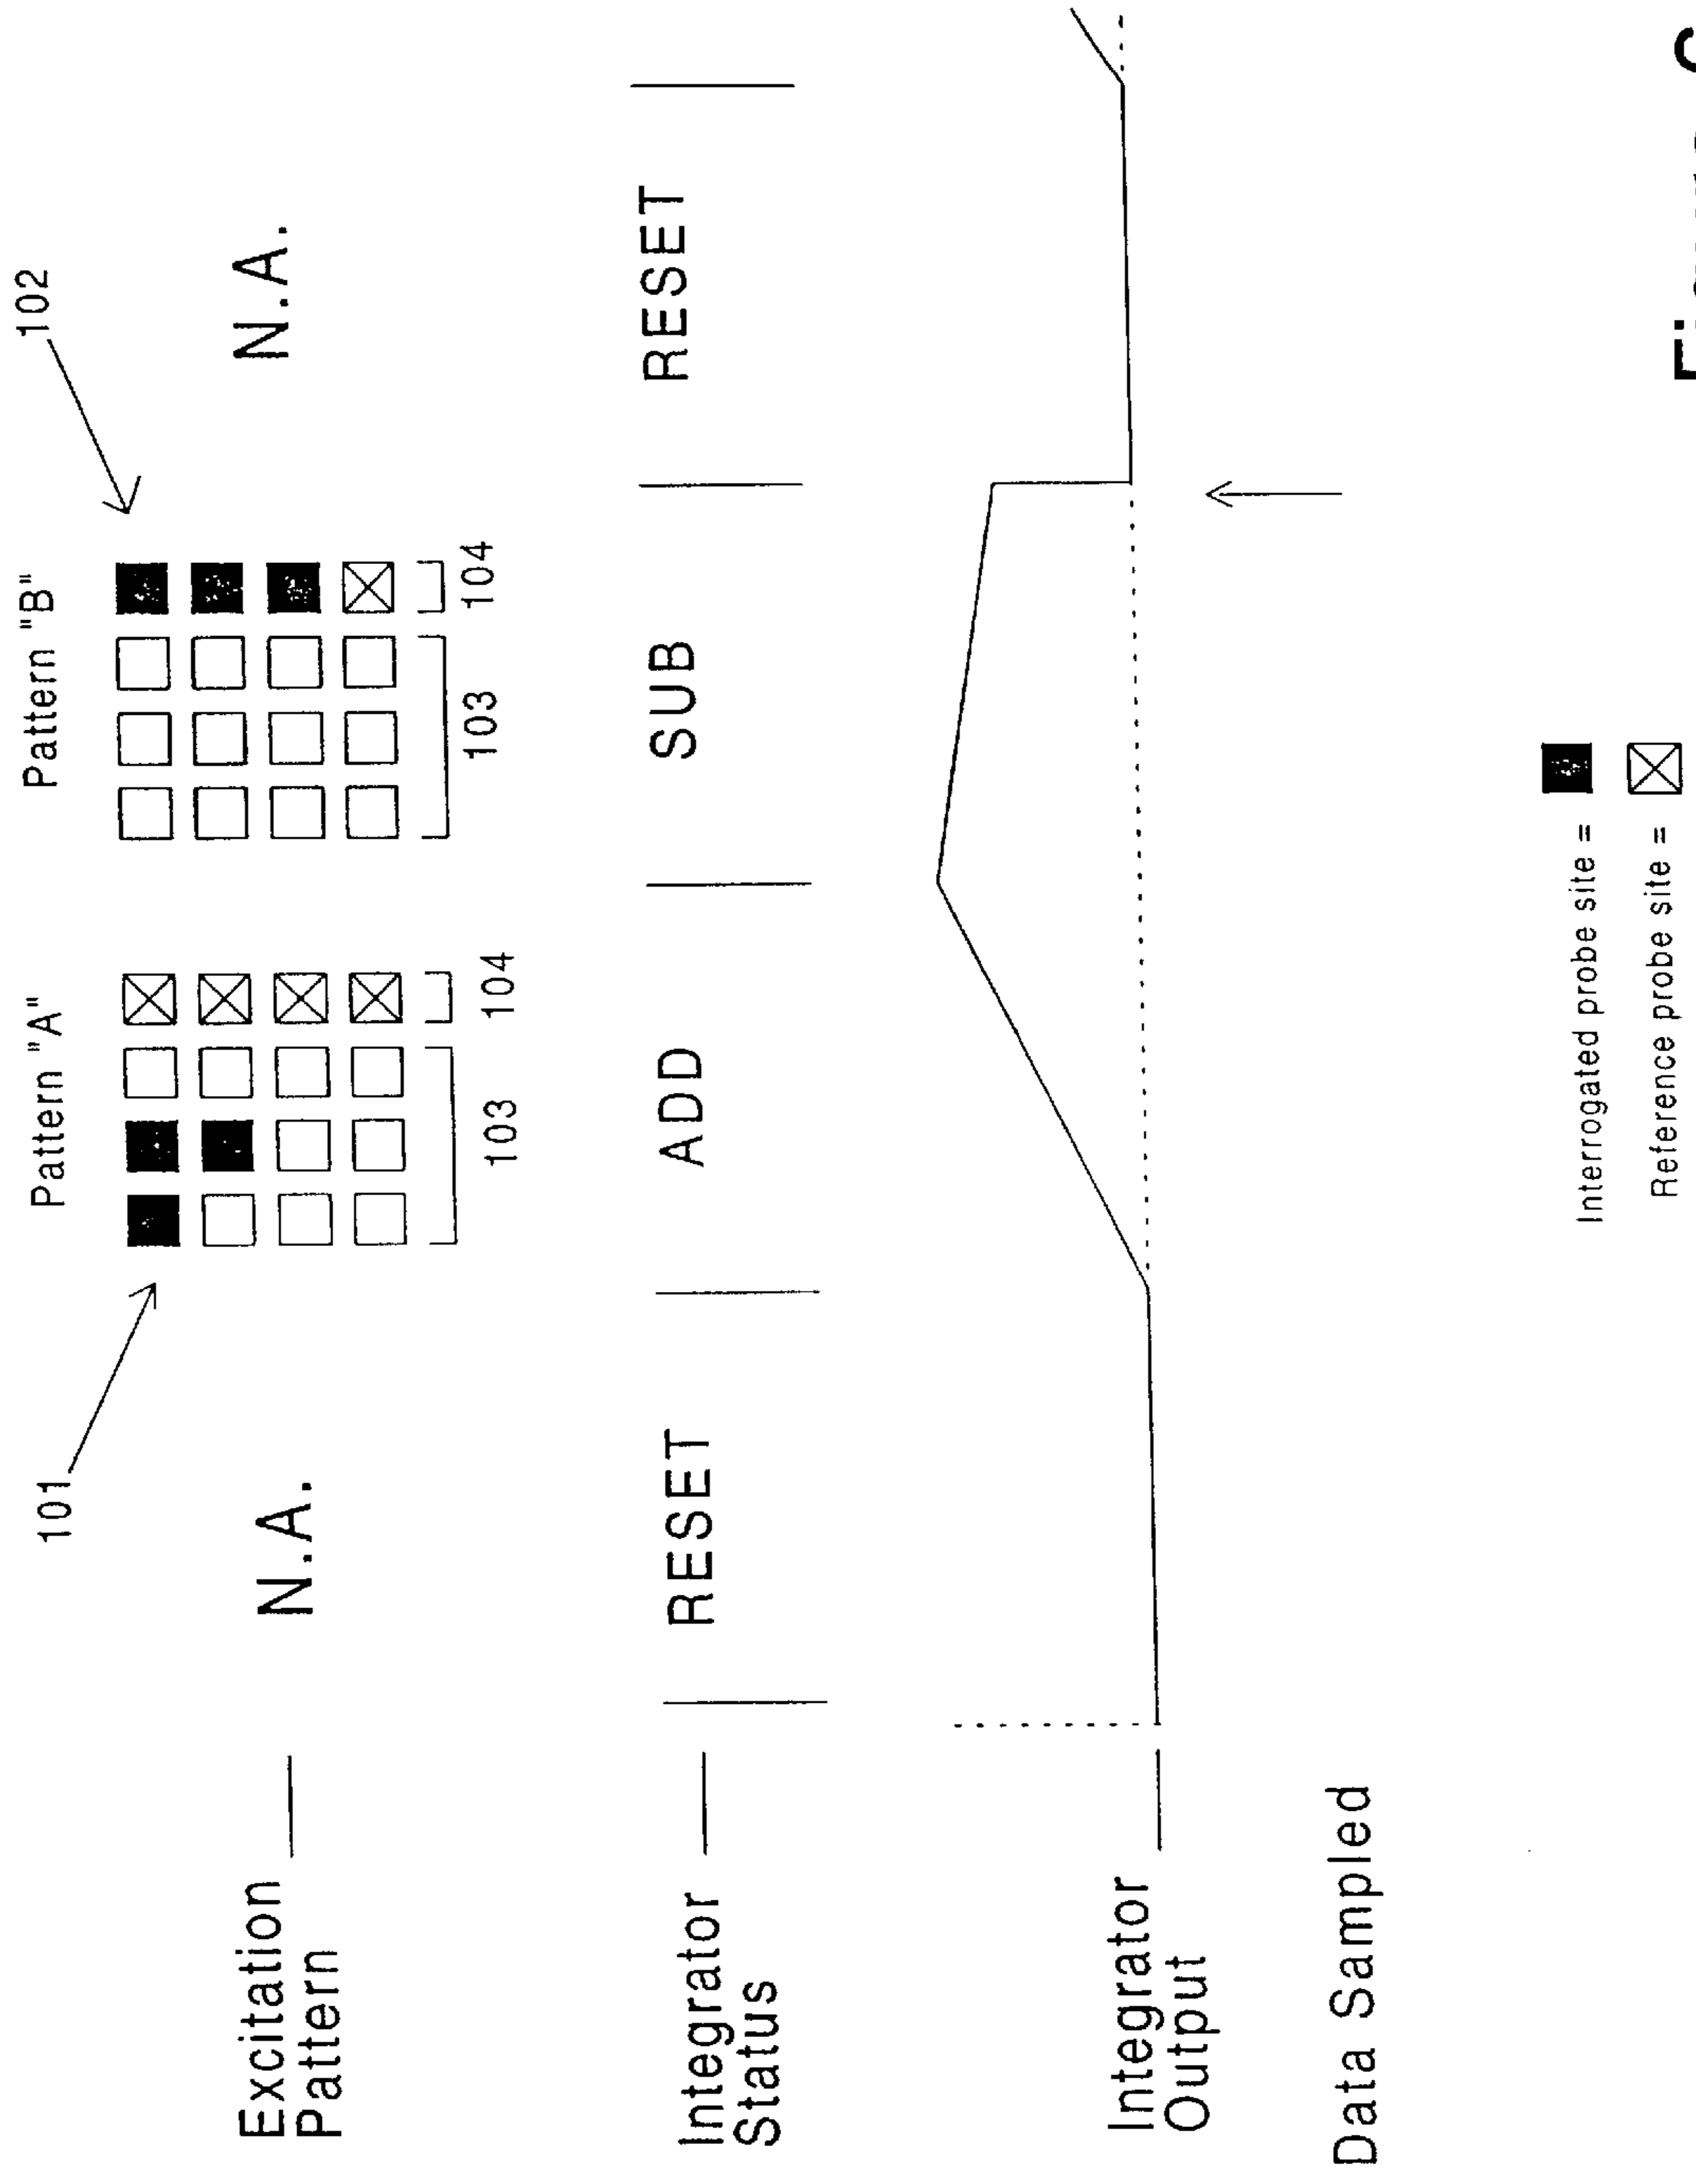 101
102
Pattern "A"
Pattern "B"
Excitation
Pattern
N.A.
N.A.
103
104
103
104
Integrator
Status
RESET
ADD
SUB
RESET
Integrator
Output
Data Sampled
Interrogated probe site =
Reference probe site =